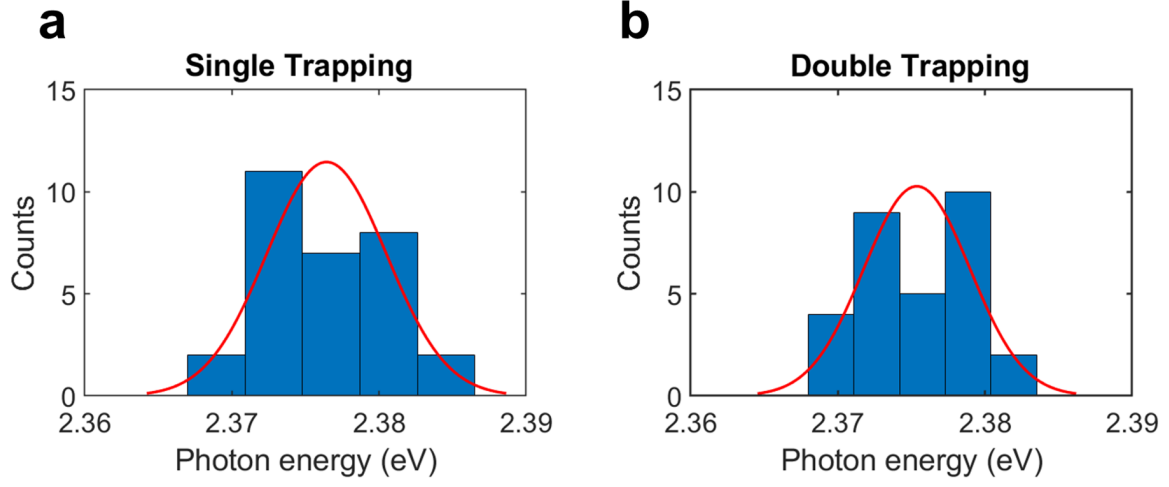 a
Single Trapping
15
10
5
0
Counts
2.36 2.37 2.38 2.39
Photon energy (eV)
b
Double Trapping
15
10
5
0
Counts
2.36 2.37 2.38 2.39
Photon energy (eV)